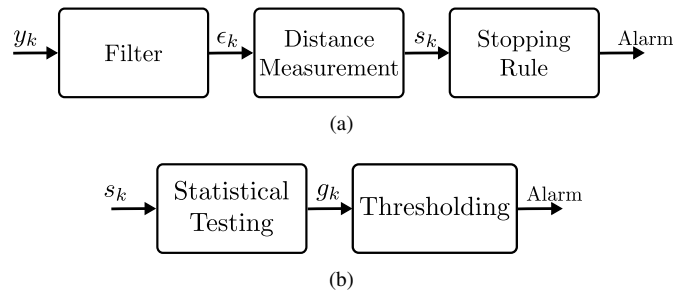 y_k Filter ϵ_k Distance Measurement s_k Stopping Rule Alarm
(a)
s_k Statistical Testing g_k Thresholding Alarm
(b)